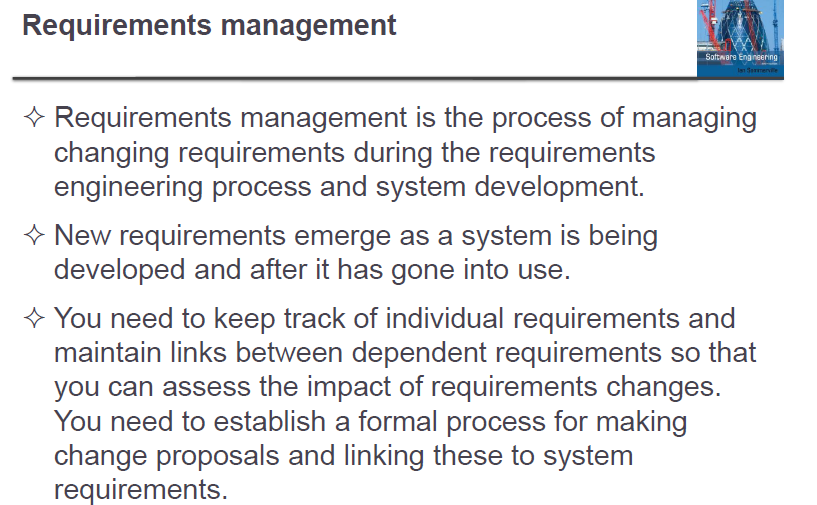 Requirements management
Software Engineering
Ian Sommerville
✧ Requirements management is the process of managing
changing requirements during the requirements
engineering process and system development.
✧ New requirements emerge as a system is being
developed and after it has gone into use.
✧ You need to keep track of individual requirements and
maintain links between dependent requirements so that
you can assess the impact of requirements changes.
You need to establish a formal process for making
change proposals and linking these to system
requirements.